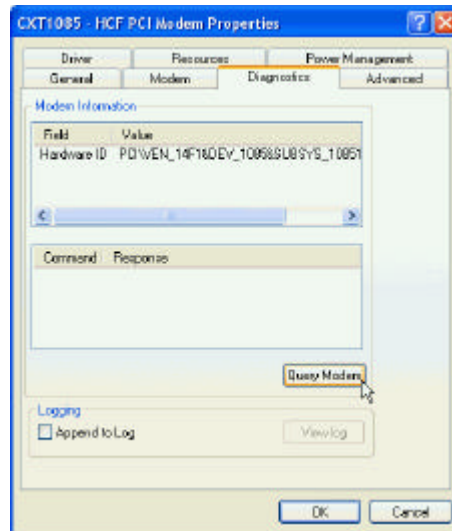 CXT1085 - HCF PCI Modem Properties
Driver Resources Power Management
General Modem Diagnostics Advanced
Modem Information
Field Value
Hardware ID PCI\VEN_14F1&DEV_1085&SUBSYS_10851
Command Response
Query Modem
Logging
Append to Log View log
OK Cancel